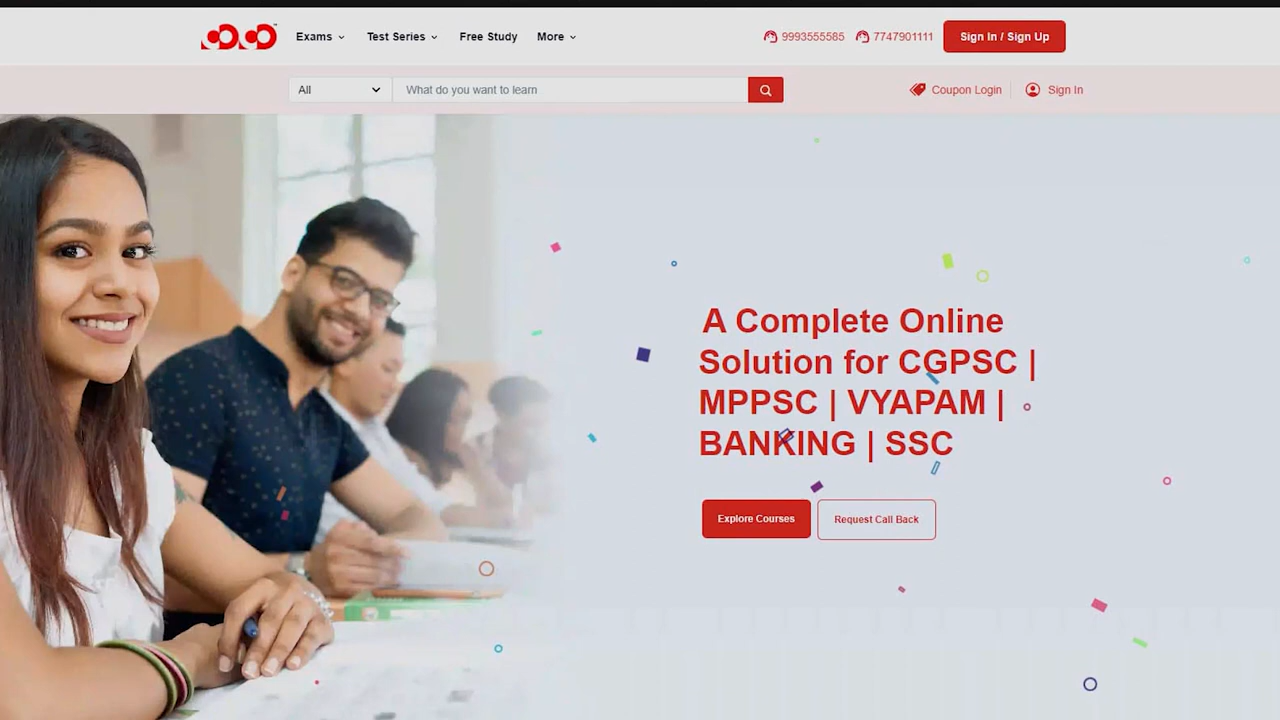 Exams
Test Series
Free Study
More
9993555585
7747901111
Sign In / Sign Up
All
What do you want to learn
Coupon Login
Sign In
A Complete Online
Solution for CGPSC |
MPPSC | VYAPAM |
BANKING | SSC
Explore Courses
Request Call Back